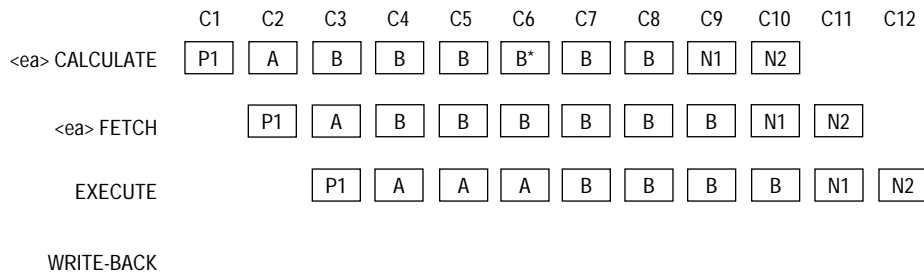 C1 C2 C3 C4 C5 C6 C7 C8 C9 C10 C11 C12
<ea> CALCULATE P1 A B B B B* B B N1 N2
<ea> FETCH P1 A B B B B B B N1 N2
EXECUTE P1 A A A B B B B N1 N2
WRITE-BACK